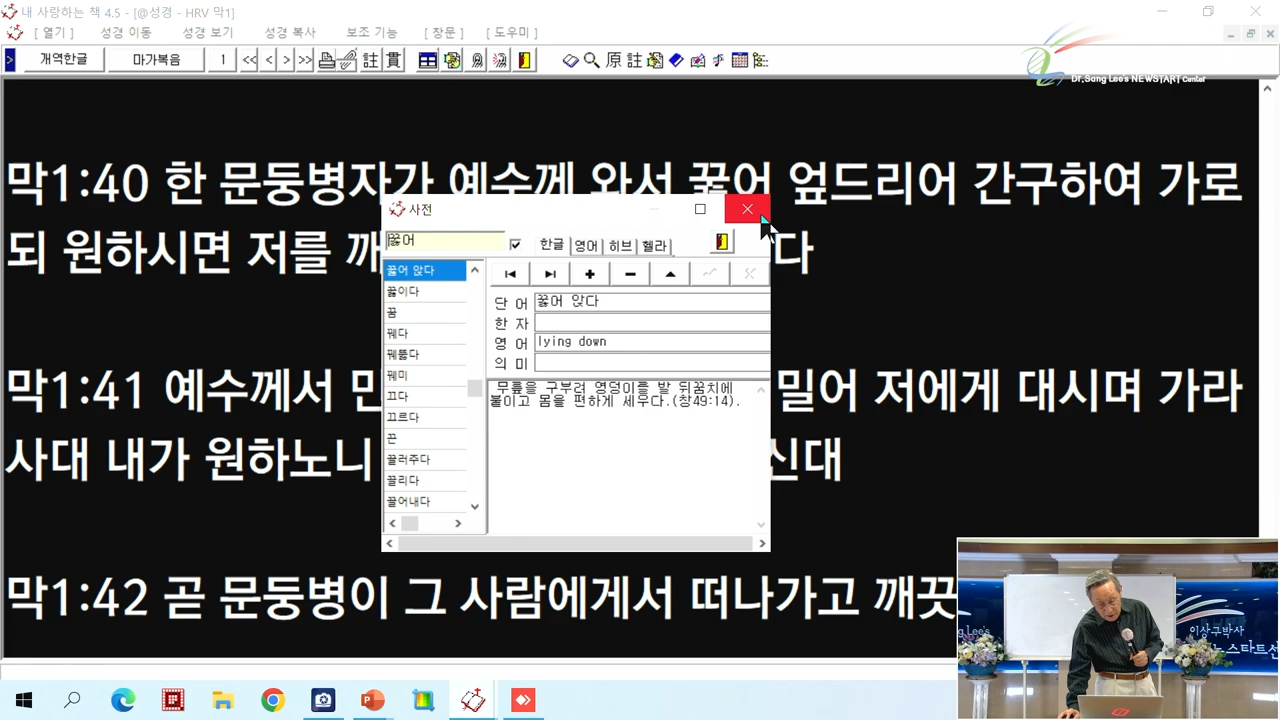 내 사랑하는 책 4.5 - [@성경 - HRV 막1]
[ 열기 ] 성경 이동 성경 보기 성경 복사 보조 기능 [ 창문 ] [ 도우미 ]
개역한글 마가복음 1 << < > >> 註 貫 原 註
Dr.Sang Lee's NEWSTART Center
막1:40 한 문둥병자가 예수께 와서 꿇어 엎드리어 간구하여 가로
되 원하시면 저를 깨 다
막1:41 예수께서 민 밀어 저에게 대시며 가라
사대 내가 원하노니 신대
막1:42 곧 문둥병이 그 사람에게서 떠나가고 깨끗
사전
꿇어
한글 영어 히브 헬라
꿇어 앉다
꿇이다
꿈
꿰다
꿰뚫다
꿰미
끄다
끄르다
끈
끌러주다
끌리다
끌어내다
단 어 꿇어 앉다
한 자
영 어 lying down
의 미
무릎을 구부려 엉덩이를 발 뒤꿈치에
붙이고 몸을 편하게 세우다.(창49:14).
이상구박사
뉴스타트센